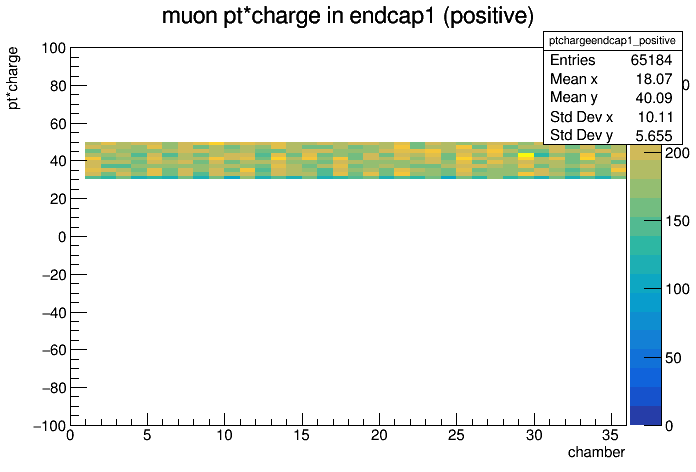 muon pt*charge in endcap1 (positive)
ptchargeendcap1_positive
Entries 65184
Mean x 18.07
Mean y 40.09
Std Dev x 10.11
Std Dev y 5.655
pt*charge
100
80
60
40
20
0
−20
−40
−60
−80
−100
0 5 10 15 20 25 30 35
chamber
0
200
150
100
50
0